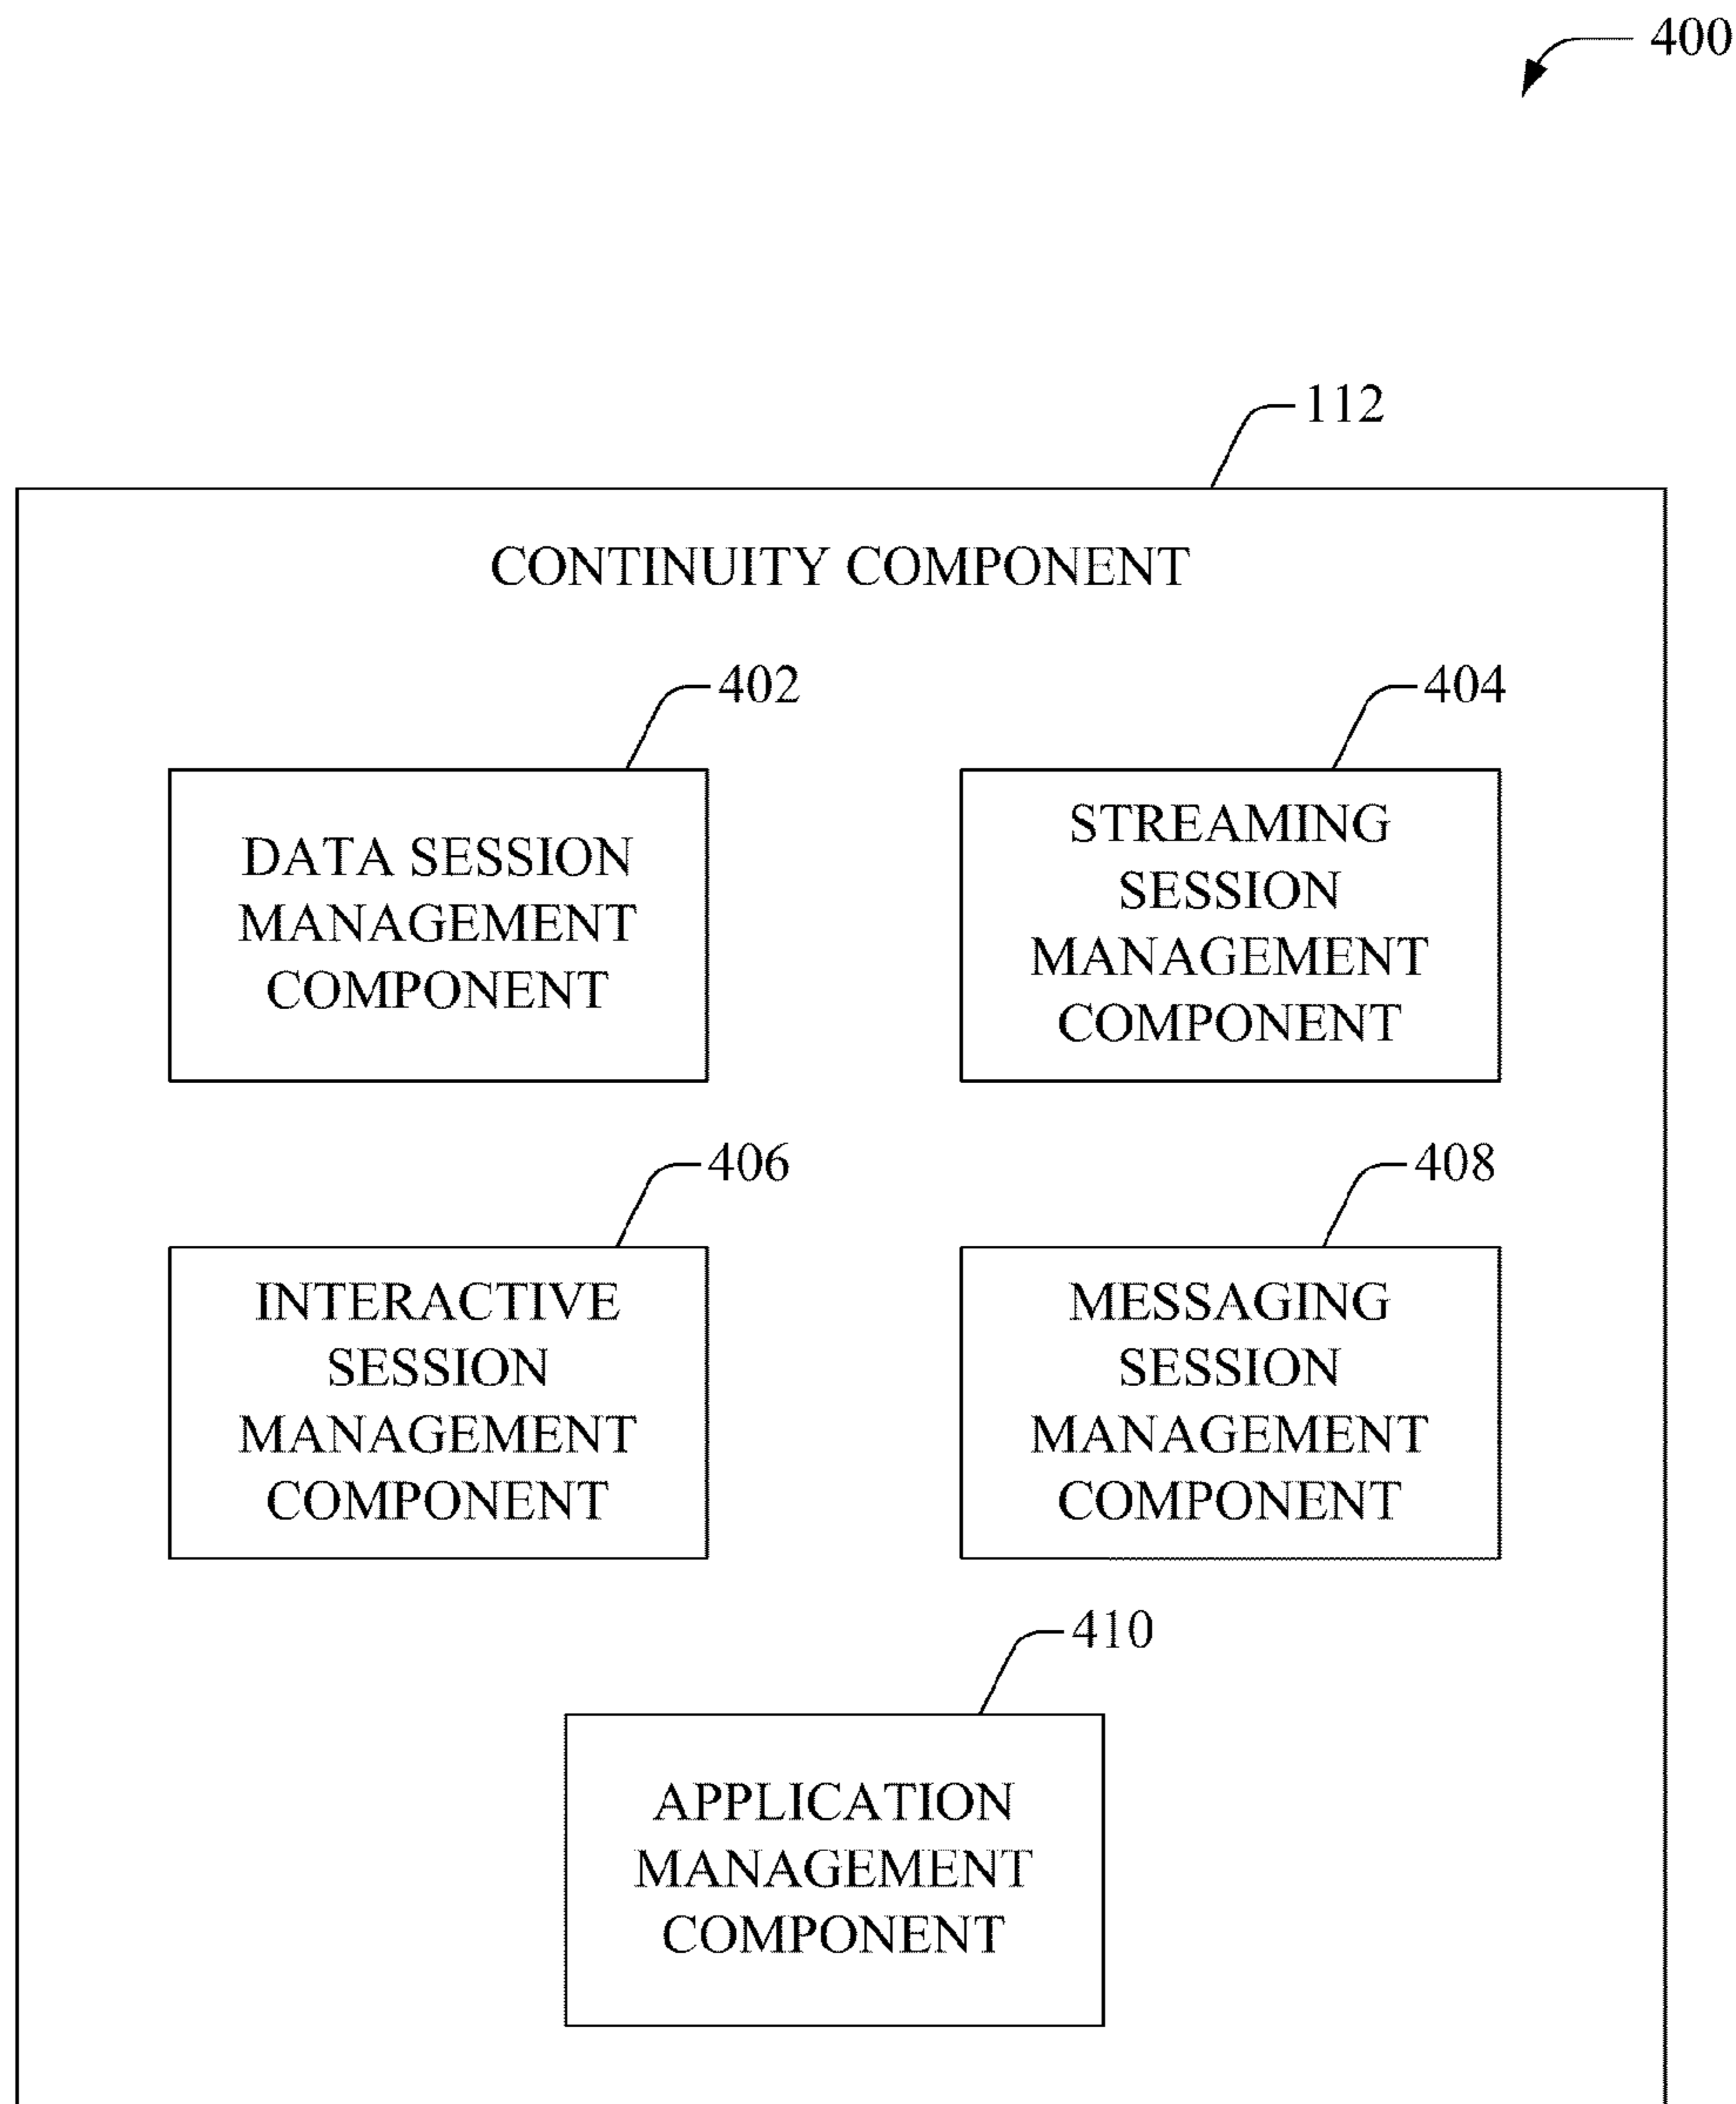 400
112
CONTINUITY COMPONENT
402
404
DATA SESSION
MANAGEMENT
COMPONENT
STREAMING
SESSION
MANAGEMENT
COMPONENT
406
408
INTERACTIVE
SESSION
MANAGEMENT
COMPONENT
MESSAGING
SESSION
MANAGEMENT
COMPONENT
410
APPLICATION
MANAGEMENT
COMPONENT